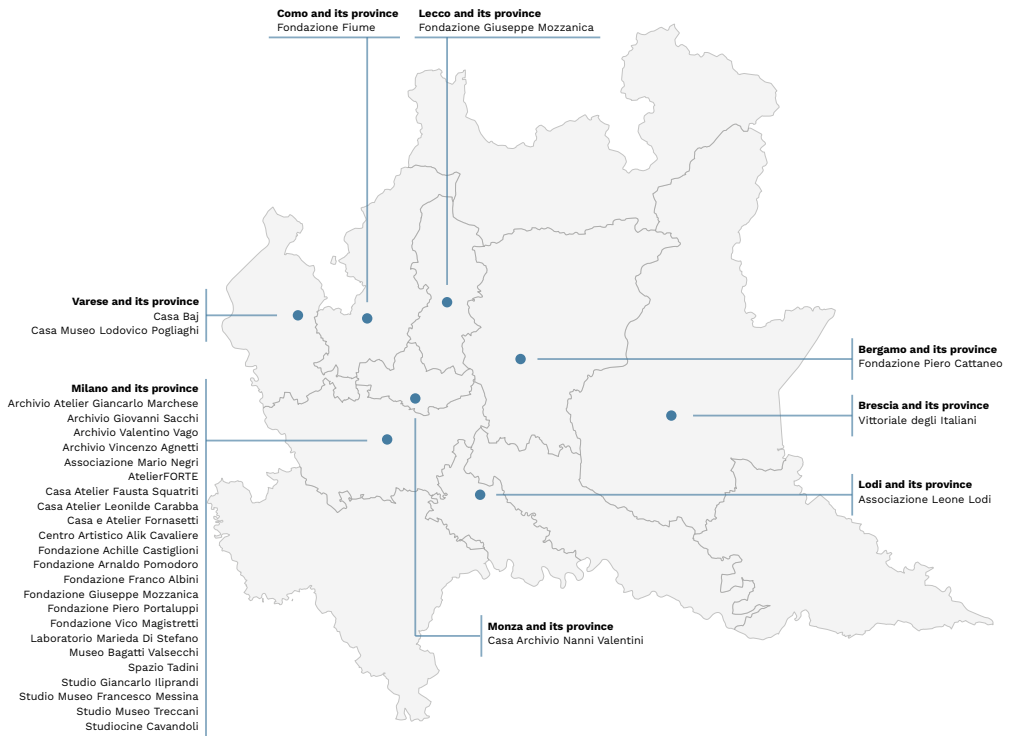 Como and its province
Fondazione Fiume
Lecco and its province
Fondazione Giuseppe Mozzanica
Varese and its province
Casa Baj
Casa Museo Lodovico Pogliaghi
Milano and its province
Archivio Atelier Giancarlo Marchese
Archivio Giovanni Sacchi
Archivio Valentino Vago
Archivio Vincenzo Agnetti
Associazione Mario Negri
AtelierFORTE
Casa Atelier Fausta Squatriti
Casa Atelier Leonilde Carabba
Casa e Atelier Fornasetti
Centro Artistico Alik Cavaliere
Fondazione Achille Castiglioni
Fondazione Arnaldo Pomodoro
Fondazione Franco Albini
Fondazione Giuseppe Mozzanica
Fondazione Piero Portaluppi
Fondazione Vico Magistretti
Laboratorio Marieda Di Stefano
Museo Bagatti Valsecchi
Spazio Tadini
Studio Giancarlo Iliprandi
Studio Museo Francesco Messina
Studio Museo Treccani
Studiocine Cavandoli
Bergamo and its province
Fondazione Piero Cattaneo
Brescia and its province
Vittoriale degli Italiani
Lodi and its province
Associazione Leone Lodi
Monza and its province
Casa Archivio Nanni Valentini